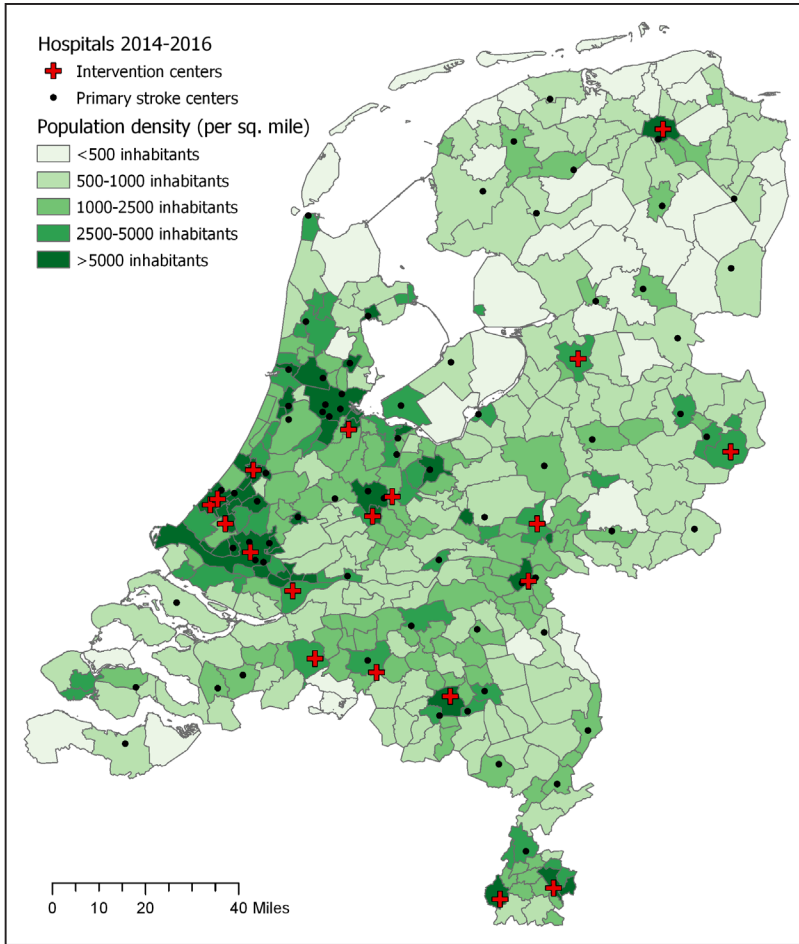 Hospitals 2014-2016
Intervention centers
Primary stroke centers
Population density (per sq. mile)
<500 inhabitants
500-1000 inhabitants
1000-2500 inhabitants
2500-5000 inhabitants
>5000 inhabitants
0 10 20 40 Miles